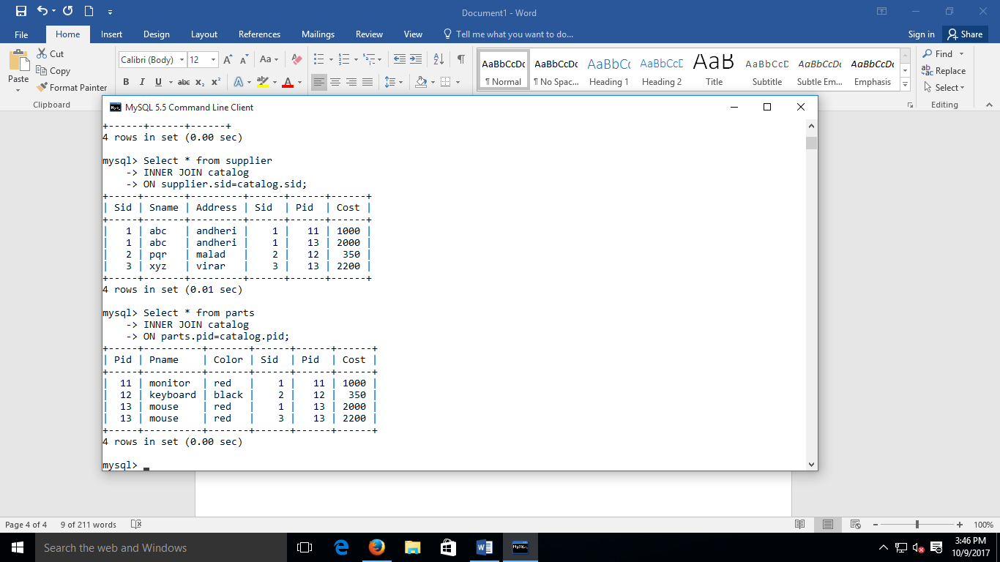 Document1 - Word
File Home Insert Design Layout References Mailings Review View Tell me what you want to do... Sign in Share
Cut
Copy
Format Painter
Paste
Clipboard
Calibri (Body) 12 A A Aa
B I U abc x₂ x² A ab A
AaBbCcDc AaBbCcDc AaBbCc AaBbCcD AaB AaBbCcD AaBbCcDc AaBbCcDc
¶ Normal ¶ No Spac... Heading 1 Heading 2 Title Subtitle Subtle Em... Emphasis
Find
Replace
Select
Editing
MySQL 5.5 Command Line Client
+------+------+------+
4 rows in set (0.00 sec)
mysql> Select * from supplier
    -> INNER JOIN catalog
    -> ON supplier.sid=catalog.sid;
+-----+-------+---------+------+------+------+
| Sid | Sname | Address | Sid  | Pid  | Cost |
+-----+-------+---------+------+------+------+
|   1 | abc   | andheri |    1 |   11 | 1000 |
|   1 | abc   | andheri |    1 |   13 | 2000 |
|   2 | pqr   | malad   |    2 |   12 |  350 |
|   3 | xyz   | virar   |    3 |   13 | 2200 |
+-----+-------+---------+------+------+------+
4 rows in set (0.01 sec)
mysql> Select * from parts
    -> INNER JOIN catalog
    -> ON parts.pid=catalog.pid;
+-----+----------+-------+------+------+------+
| Pid | Pname    | Color | Sid  | Pid  | Cost |
+-----+----------+-------+------+------+------+
|  11 | monitor  | red   |    1 |   11 | 1000 |
|  12 | keyboard | black |    2 |   12 |  350 |
|  13 | mouse    | red   |    1 |   13 | 2000 |
|  13 | mouse    | red   |    3 |   13 | 2200 |
+-----+----------+-------+------+------+------+
4 rows in set (0.00 sec)
mysql>
Page 4 of 4 9 of 211 words 100%
Search the web and Windows
3:46 PM
10/9/2017